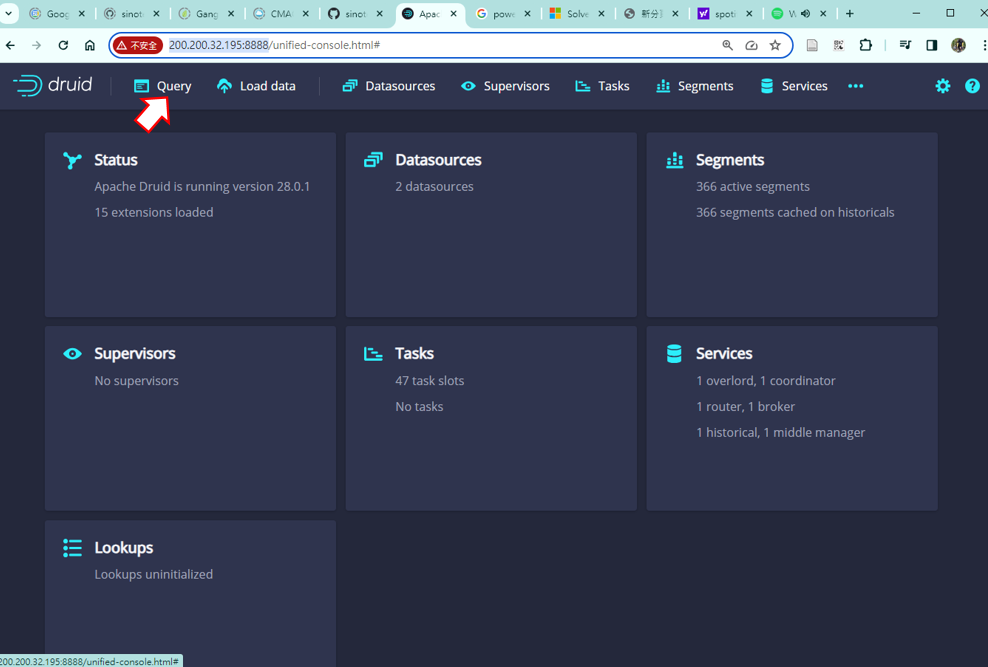 Goog
sinot
Gang
CMA
sinot
Apac
powe
Solve
新分
spoti
W
不安全
200.200.32.195:8888/unified-console.html#
druid
Query
Load data
Datasources
Supervisors
Tasks
Segments
Services
Status
Apache Druid is running version 28.0.1
15 extensions loaded
Datasources
2 datasources
Segments
366 active segments
366 segments cached on historicals
Supervisors
No supervisors
Tasks
47 task slots
No tasks
Services
1 overlord, 1 coordinator
1 router, 1 broker
1 historical, 1 middle manager
Lookups
Lookups uninitialized
200.200.32.195:8888/unified-console.html#